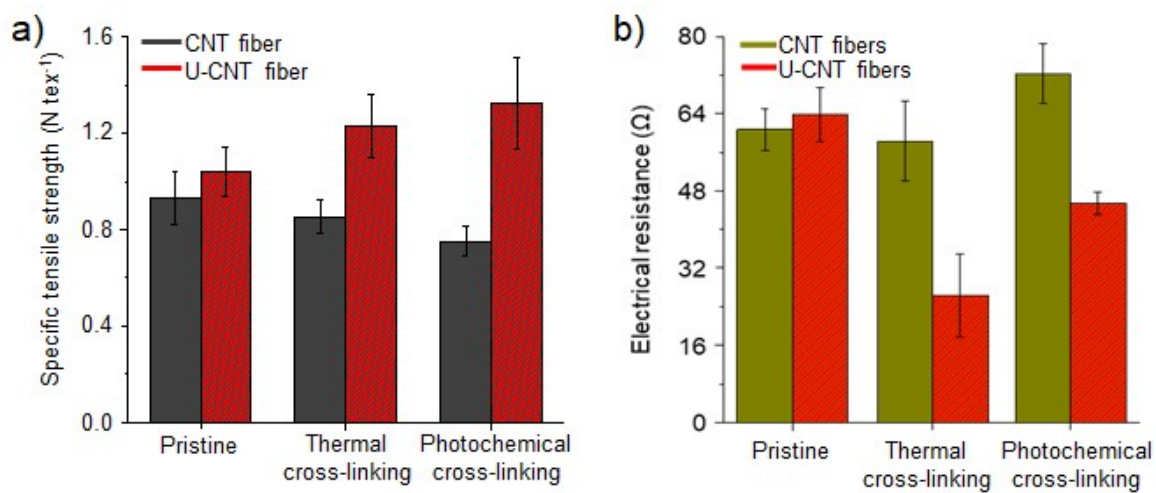 a)
CNT fiber
U-CNT fiber
Specific tensile strength (N tex⁻¹)
1.6
1.2
0.8
0.4
0.0
Pristine
Thermal
cross-linking
Photochemical
cross-linking
b)
CNT fibers
U-CNT fibers
Electrical resistance (Ω)
80
64
48
32
16
0
Pristine
Thermal
cross-linking
Photochemical
cross-linking